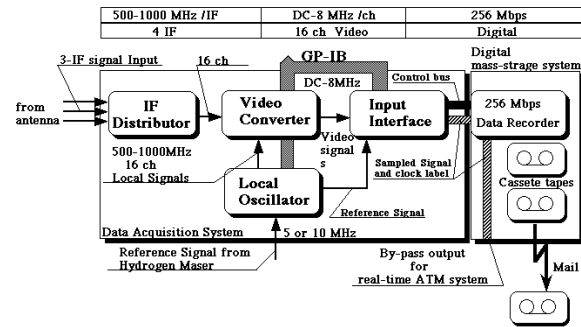 500-1000 MHz /IF
DC-8 MHz /ch
256 Mbps
4 IF
16 ch Video
Digital
GP-IB
Digital
mass-strage system
3-IF signal Input
16 ch
DC-8MHz
Control bus
from
antenna
IF
Distributor
Video
Converter
Input
Interface
256 Mbps
Data Recorder
500-1000MHz
16 ch
Local Signals
Video
signal
s
Sampled Signal
and clock label
Cassete tapes
Local
Oscillator
Reference Signal
Data Acquisition System
5 or 10 MHz
Reference Signal from
Hydrogen Maser
By-pass output
for
real-time ATM system
Mail